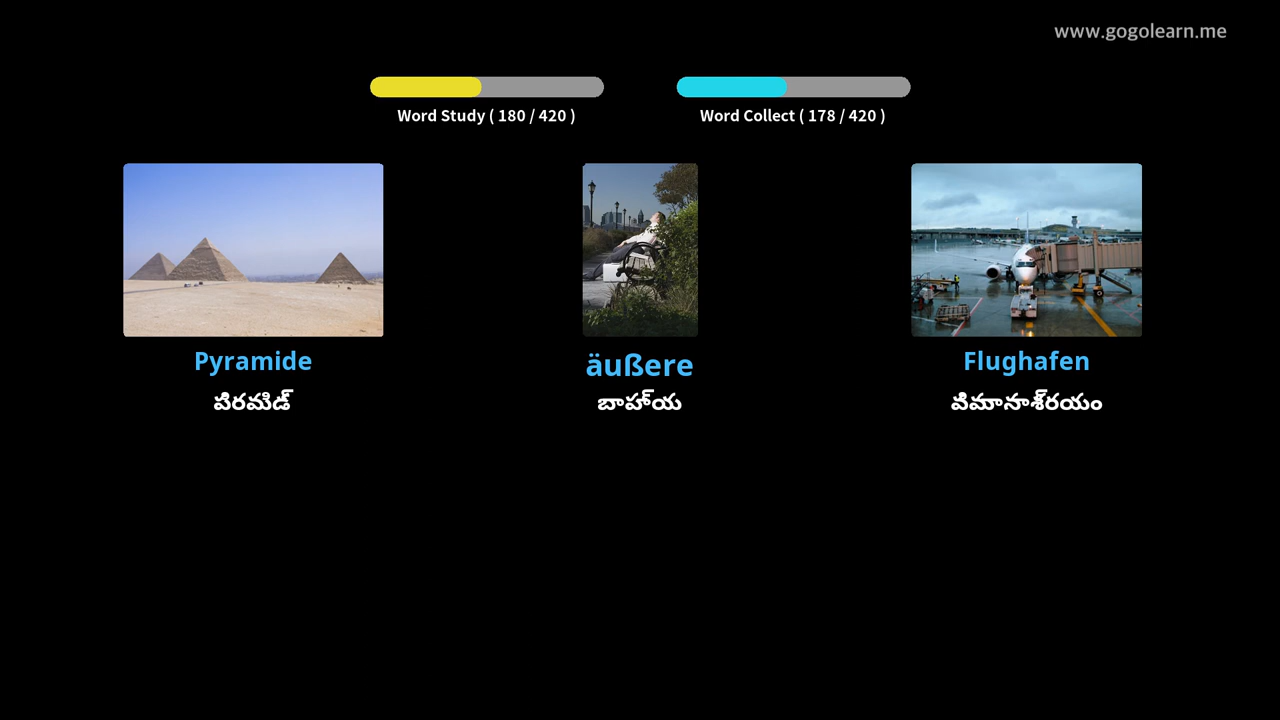 www.gogolearn.me
Word Study ( 180 / 420 )
Word Collect ( 178 / 420 )
Pyramide
పిరమిడ్
äußere
బాహ్య
Flughafen
విమానాశ్రయం